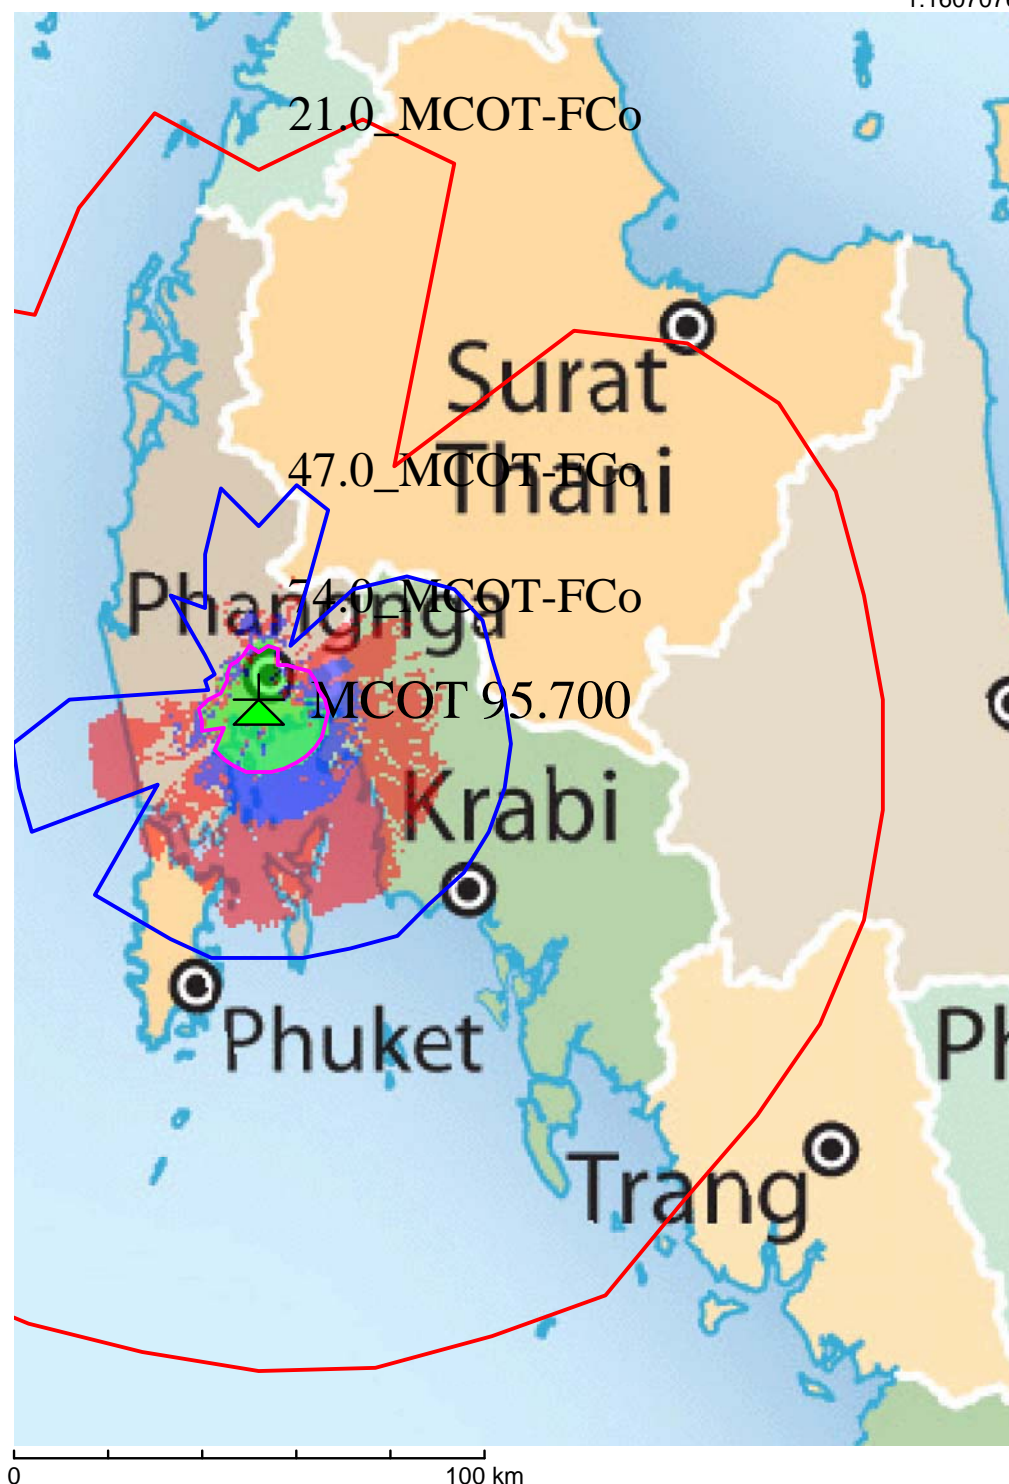 21.0_MCOT-FCo
Surat
Thani
47.0_MCOT-FCo
74.0_MCOT-FCo
Phangnga
MCOT 95.700
Krabi
Phuket
Ph
Trang
0 100 km